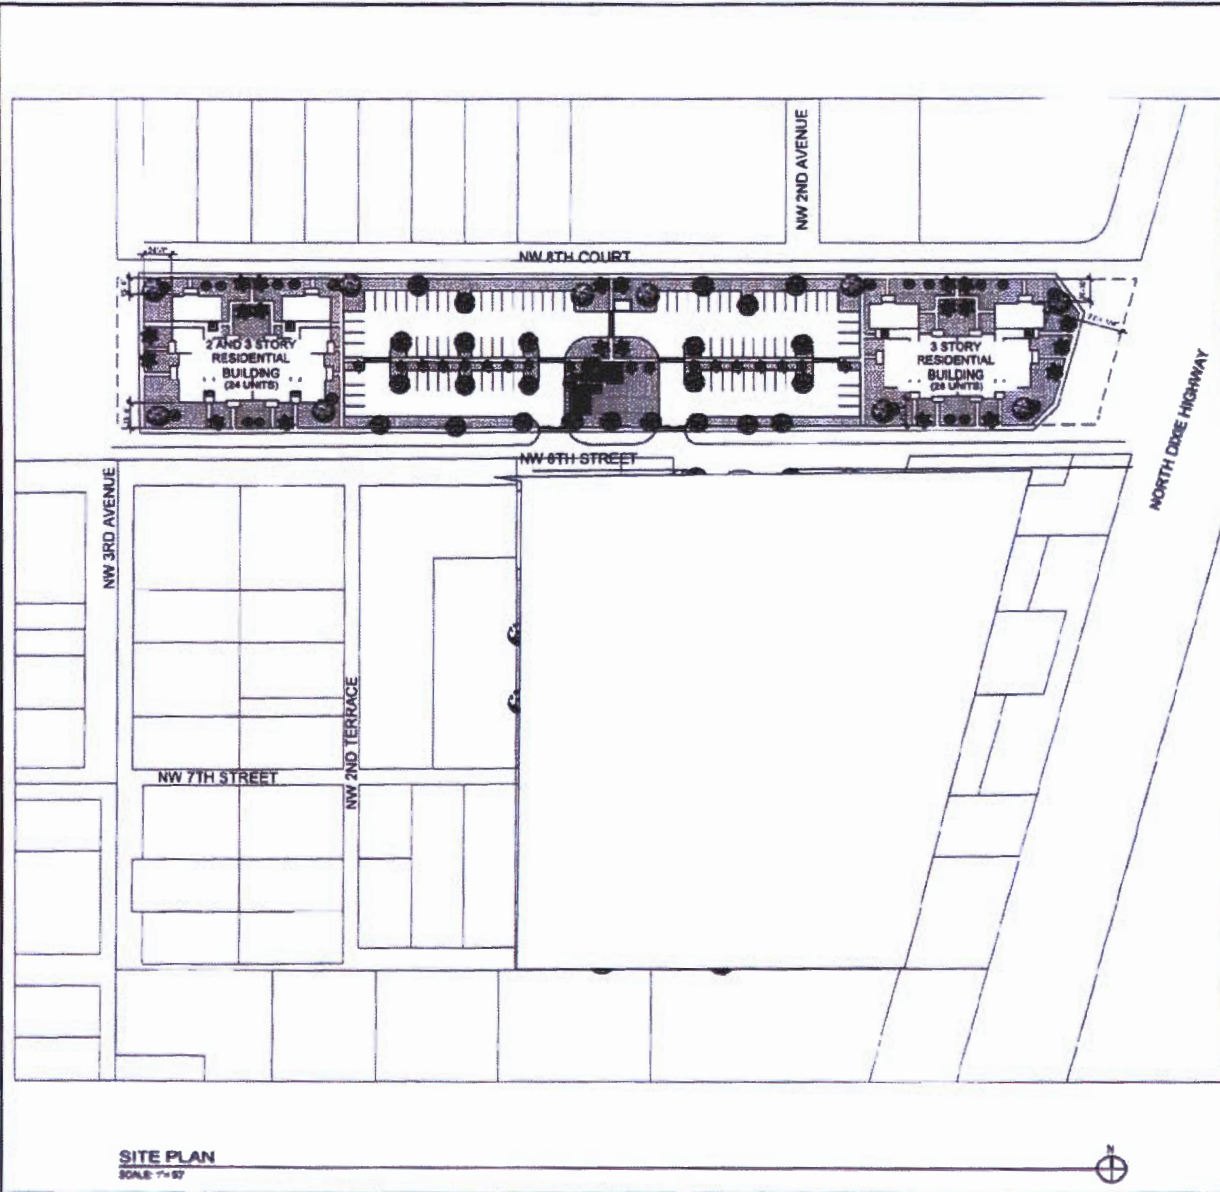 NW 2ND AVENUE
NW 8TH COURT
2 AND 3 STORY
RESIDENTIAL
BUILDING
(24 UNITS)
3 STORY
RESIDENTIAL
BUILDING
NORTH DIXIE HIGHWAY
NW 8TH STREET
NW 3RD AVENUE
NW 2ND TERRACE
NW 7TH STREET
SITE PLAN
N